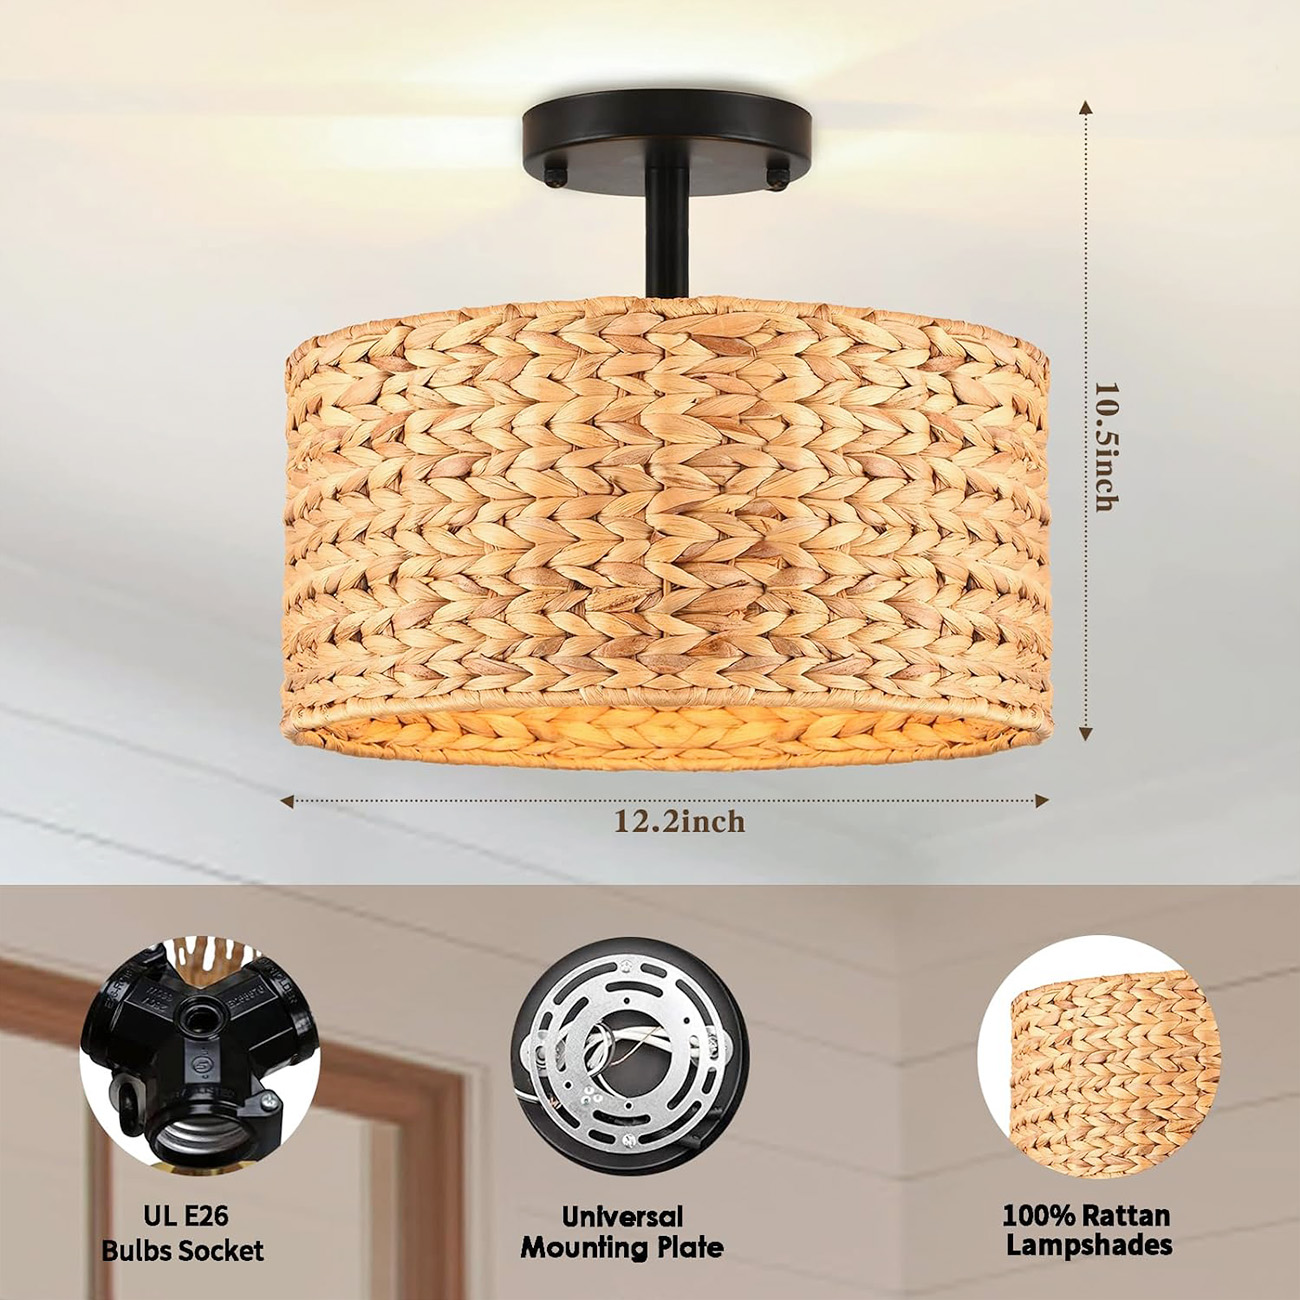 10.5inch
12.2inch
UL E26
Bulbs Socket
Universal
Mounting Plate
100% Rattan
Lampshades